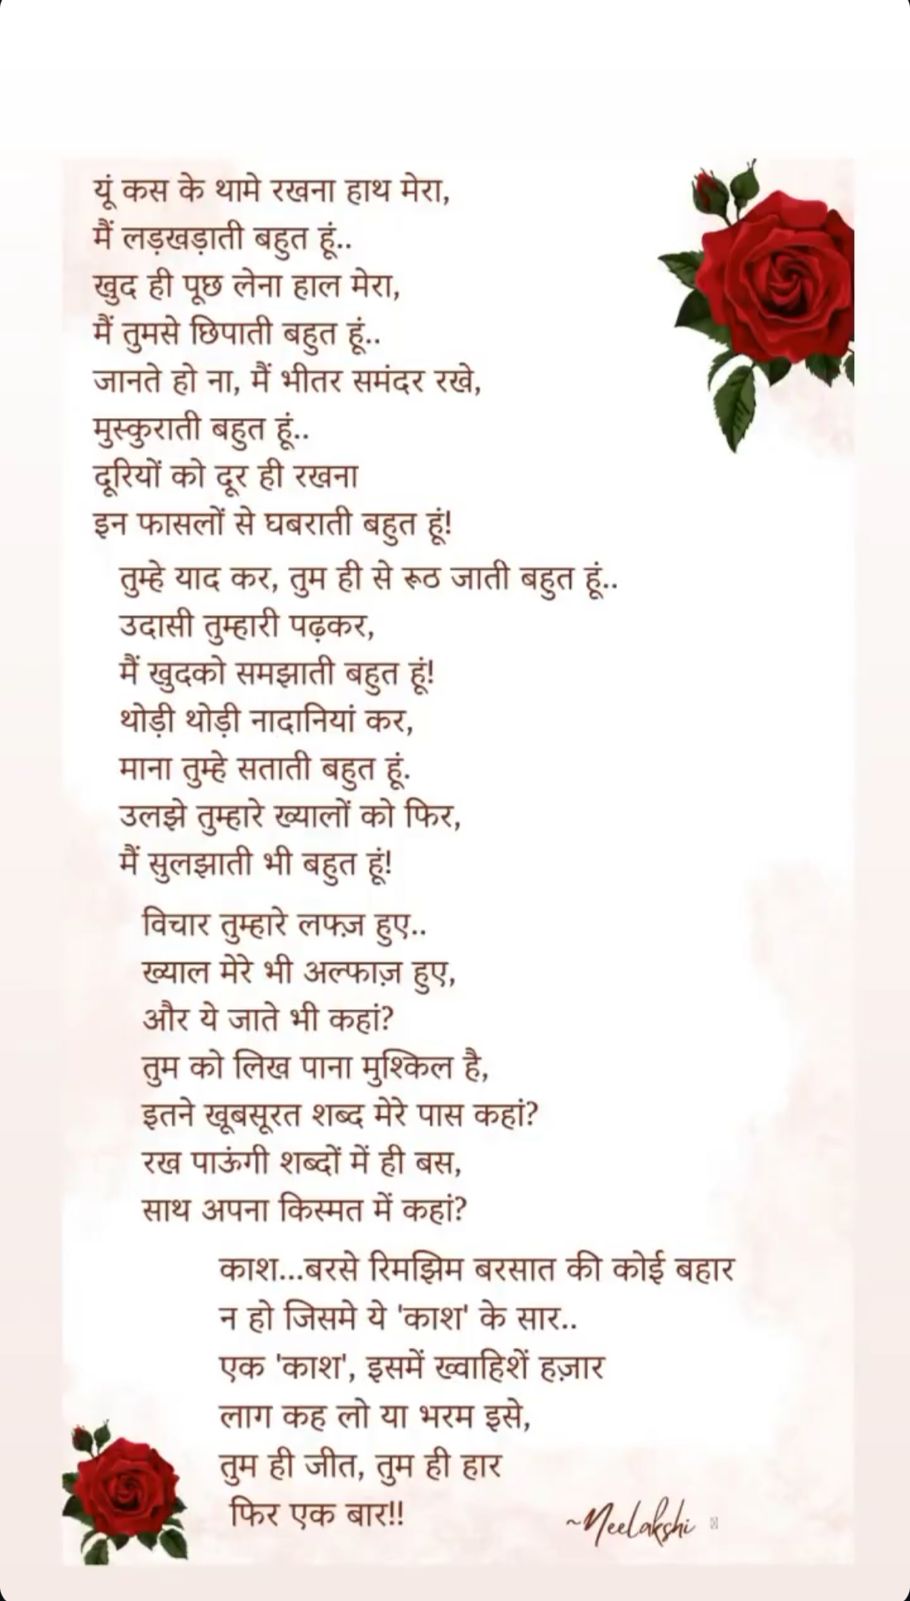 यूं कस के थामे रखना हाथ मेरा,
मैं लड़खड़ाती बहुत हूं..
खुद ही पूछ लेना हाल मेरा,
मैं तुमसे छिपाती बहुत हूं..
जानते हो ना, मैं भीतर समंदर रखे,
मुस्कुराती बहुत हूं..
दूरियों को दूर ही रखना
इन फासलों से घबराती बहुत हूं!
तुम्हे याद कर, तुम ही से रूठ जाती बहुत हूं..
उदासी तुम्हारी पढ़कर,
मैं खुदको समझाती बहुत हूं!
थोड़ी थोड़ी नादानियां कर,
माना तुम्हे सताती बहुत हूं.
उलझे तुम्हारे ख्यालों को फिर,
मैं सुलझाती भी बहुत हूं!
विचार तुम्हारे लफ्ज़ हुए..
ख्याल मेरे भी अल्फाज़ हुए,
और ये जाते भी कहां?
तुम को लिख पाना मुश्किल है,
इतने खूबसूरत शब्द मेरे पास कहां?
रख पाऊंगी शब्दों में ही बस,
साथ अपना किस्मत में कहां?
काश...बरसे रिमझिम बरसात की कोई बहार
न हो जिसमे ये 'काश' के सार..
एक 'काश', इसमें ख्वाहिशें हज़ार
लाग कह लो या भरम इसे,
तुम ही जीत, तुम ही हार
फिर एक बार!!
~Neelakshi